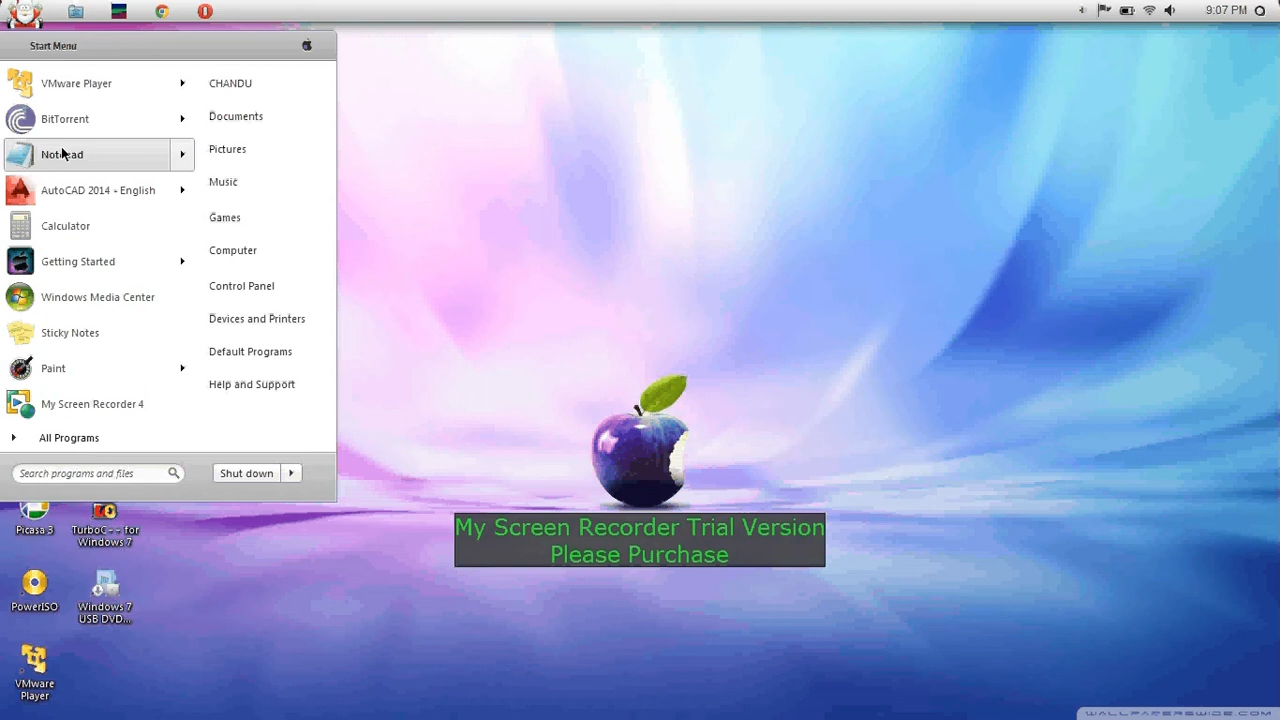 9:07 PM
Start Menu
VMware Player
BitTorrent
Notepad
AutoCAD 2014 - English
Calculator
Getting Started
Windows Media Center
Sticky Notes
Paint
My Screen Recorder 4
All Programs
Search programs and files
Shut down
CHANDU
Documents
Pictures
Music
Games
Computer
Control Panel
Devices and Printers
Default Programs
Help and Support
Picasa 3
TurboC++ for
Windows 7
PowerISO
Windows 7
USB DVD...
VMware
Player
My Screen Recorder Trial Version
Please Purchase
WALLPAPERSWIDE.COM